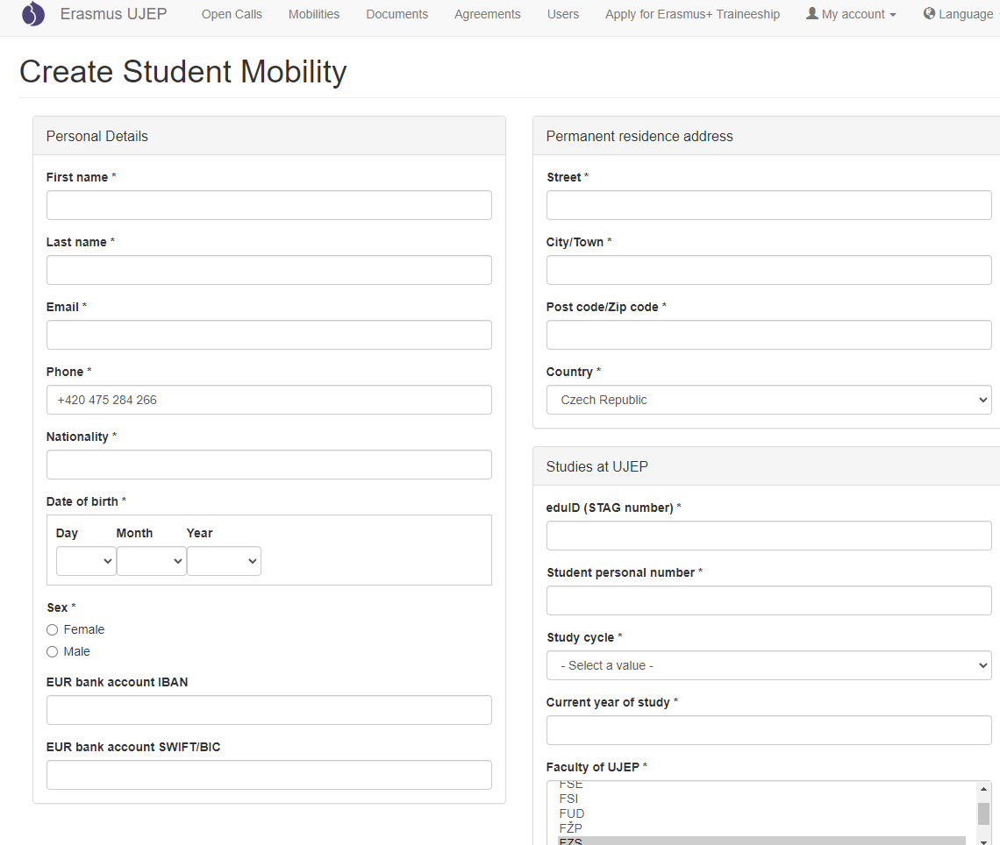 Erasmus UJEP Open Calls Mobilities Documents Agreements Users Apply for Erasmus+ Traineeship My account Language
Create Student Mobility
Personal Details
First name *
Last name *
Email *
Phone *
+420 475 284 266
Nationality *
Date of birth *
Day Month Year
Sex *
Female
Male
EUR bank account IBAN
EUR bank account SWIFT/BIC
Permanent residence address
Street *
City/Town *
Post code/Zip code *
Country *
Czech Republic
Studies at UJEP
eduID (STAG number) *
Student personal number *
Study cycle *
- Select a value -
Current year of study *
Faculty of UJEP *
FSE
FSI
FUD
FŽP
FZS